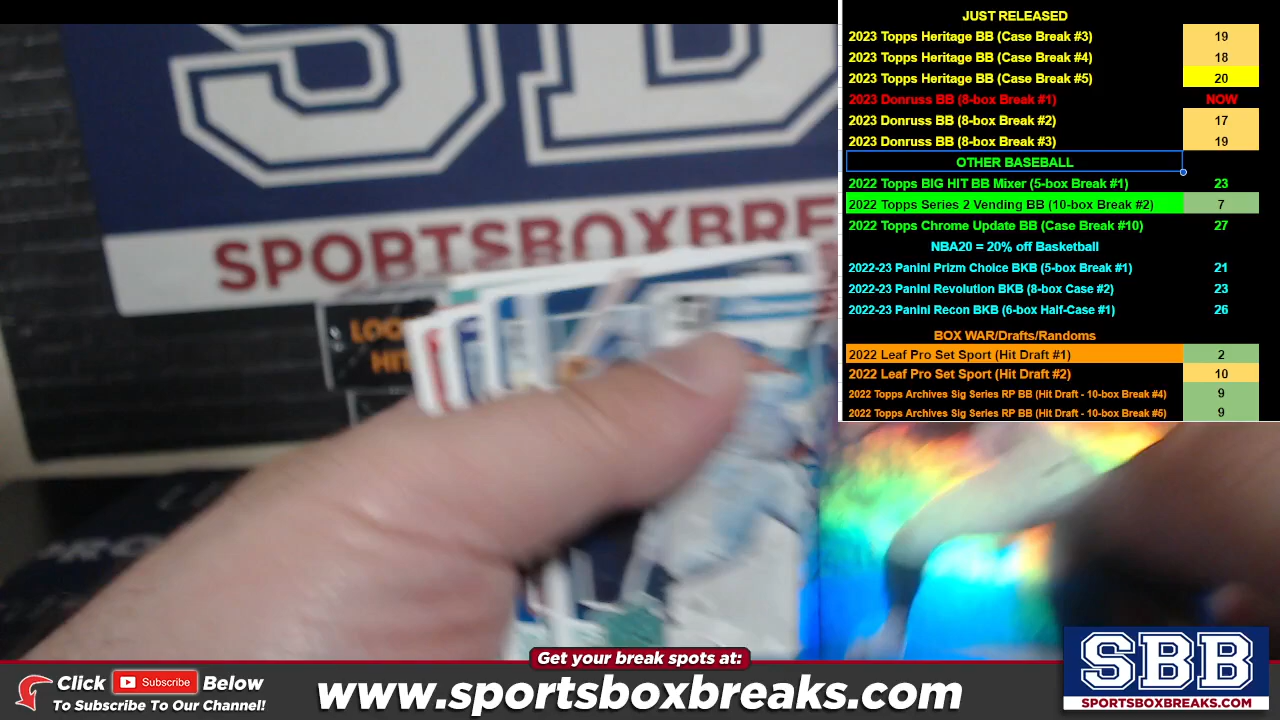 JUST RELEASED
2023 Topps Heritage BB (Case Break #3) 19
2023 Topps Heritage BB (Case Break #4) 18
2023 Topps Heritage BB (Case Break #5) 20
2023 Donruss BB (8-box Break #1) NOW
2023 Donruss BB (8-box Break #2) 17
2023 Donruss BB (8-box Break #3) 19
OTHER BASEBALL
2022 Topps BIG HIT BB Mixer (5-box Break #1) 23
2022 Topps Series 2 Vending BB (10-box Break #2) 7
2022 Topps Chrome Update BB (Case Break #10) 27
NBA20 = 20% off Basketball
2022-23 Panini Prizm Choice BKB (5-box Break #1) 21
2022-23 Panini Revolution BKB (8-box Case #2) 23
2022-23 Panini Recon BKB (6-box Half-Case #1) 26
BOX WAR/Drafts/Randoms
2022 Leaf Pro Set Sport (Hit Draft #1) 2
2022 Leaf Pro Set Sport (Hit Draft #2) 10
2022 Topps Archives Sig Series RP BB (Hit Draft - 10-box Break #4) 9
2022 Topps Archives Sig Series RP BB (Hit Draft - 10-box Break #5) 9
SB
SPORTSBOXBRE
Get your break spots at:
Click Subscribe Below
To Subscribe To Our Channel!
www.sportsboxbreaks.com
SBB
SPORTSBOXBREAKS.COM